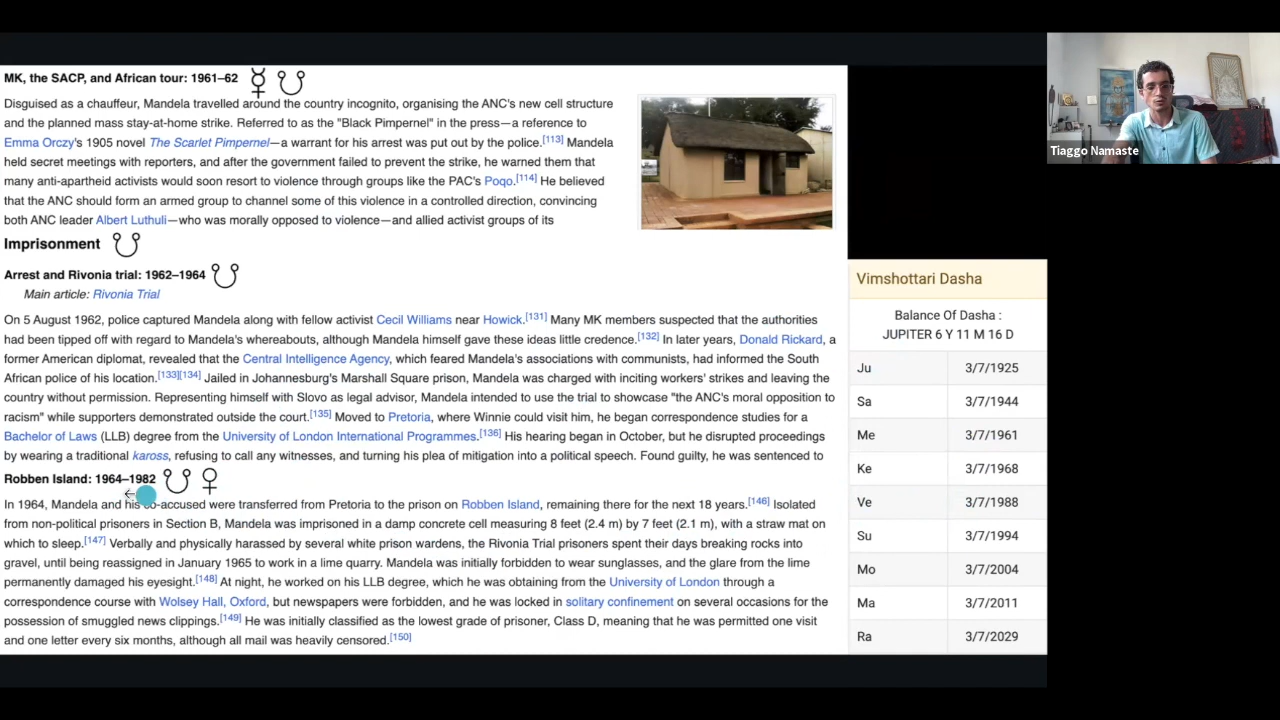 MK, the SACP, and African tour: 1961–62
Disguised as a chauffeur, Mandela travelled around the country incognito, organising the ANC's new cell structure
and the planned mass stay-at-home strike. Referred to as the "Black Pimpernel" in the press—a reference to
Emma Orczy's 1905 novel The Scarlet Pimpernel—a warrant for his arrest was put out by the police.[113] Mandela
held secret meetings with reporters, and after the government failed to prevent the strike, he warned them that
many anti-apartheid activists would soon resort to violence through groups like the PAC's Poqo.[114] He believed
that the ANC should form an armed group to channel some of this violence in a controlled direction, convincing
both ANC leader Albert Luthuli—who was morally opposed to violence—and allied activist groups of its
Imprisonment
Arrest and Rivonia trial: 1962–1964
Main article: Rivonia Trial
On 5 August 1962, police captured Mandela along with fellow activist Cecil Williams near Howick.[131] Many MK members suspected that the authorities
had been tipped off with regard to Mandela's whereabouts, although Mandela himself gave these ideas little credence.[132] In later years, Donald Rickard, a
former American diplomat, revealed that the Central Intelligence Agency, which feared Mandela's associations with communists, had informed the South
African police of his location.[133][134] Jailed in Johannesburg's Marshall Square prison, Mandela was charged with inciting workers' strikes and leaving the
country without permission. Representing himself with Slovo as legal advisor, Mandela intended to use the trial to showcase "the ANC's moral opposition to
racism" while supporters demonstrated outside the court.[135] Moved to Pretoria, where Winnie could visit him, he began correspondence studies for a
Bachelor of Laws (LLB) degree from the University of London International Programmes.[136] His hearing began in October, but he disrupted proceedings
by wearing a traditional kaross, refusing to call any witnesses, and turning his plea of mitigation into a political speech. Found guilty, he was sentenced to
Robben Island: 1964–1982
In 1964, Mandela and his co-accused were transferred from Pretoria to the prison on Robben Island, remaining there for the next 18 years.[146] Isolated
from non-political prisoners in Section B, Mandela was imprisoned in a damp concrete cell measuring 8 feet (2.4 m) by 7 feet (2.1 m), with a straw mat on
which to sleep.[147] Verbally and physically harassed by several white prison wardens, the Rivonia Trial prisoners spent their days breaking rocks into
gravel, until being reassigned in January 1965 to work in a lime quarry. Mandela was initially forbidden to wear sunglasses, and the glare from the lime
permanently damaged his eyesight.[148] At night, he worked on his LLB degree, which he was obtaining from the University of London through a
correspondence course with Wolsey Hall, Oxford, but newspapers were forbidden, and he was locked in solitary confinement on several occasions for the
possession of smuggled news clippings.[149] He was initially classified as the lowest grade of prisoner, Class D, meaning that he was permitted one visit
and one letter every six months, although all mail was heavily censored.[150]
Tiaggo Namaste
Vimshottari Dasha
Balance Of Dasha :
JUPITER 6 Y 11 M 16 D
Ju 3/7/1925
Sa 3/7/1944
Me 3/7/1961
Ke 3/7/1968
Ve 3/7/1988
Su 3/7/1994
Mo 3/7/2004
Ma 3/7/2011
Ra 3/7/2029